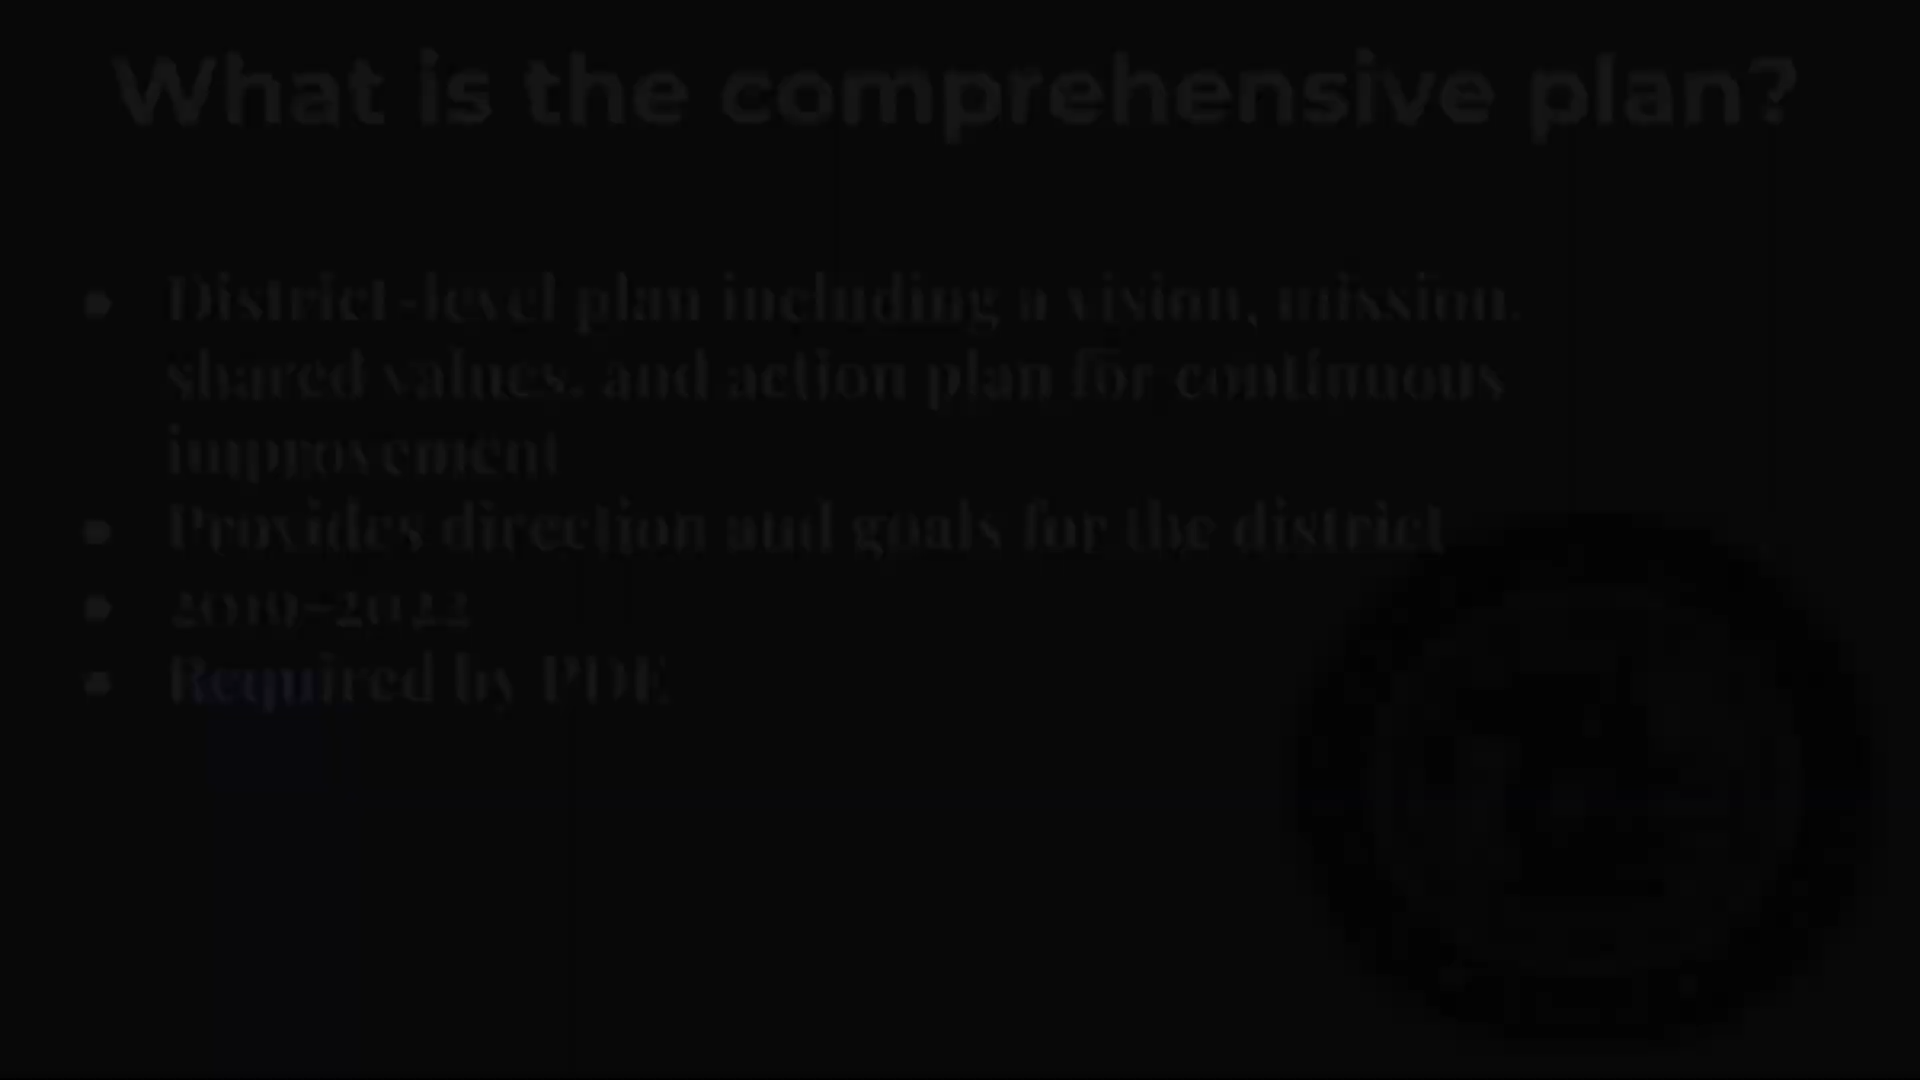 What is the comprehensive plan?
• District-level plan including a vision, mission,
shared values, and action plan for continuous
improvement
• Provides direction and goals for the district
• 2019-2022
• Required by PDE